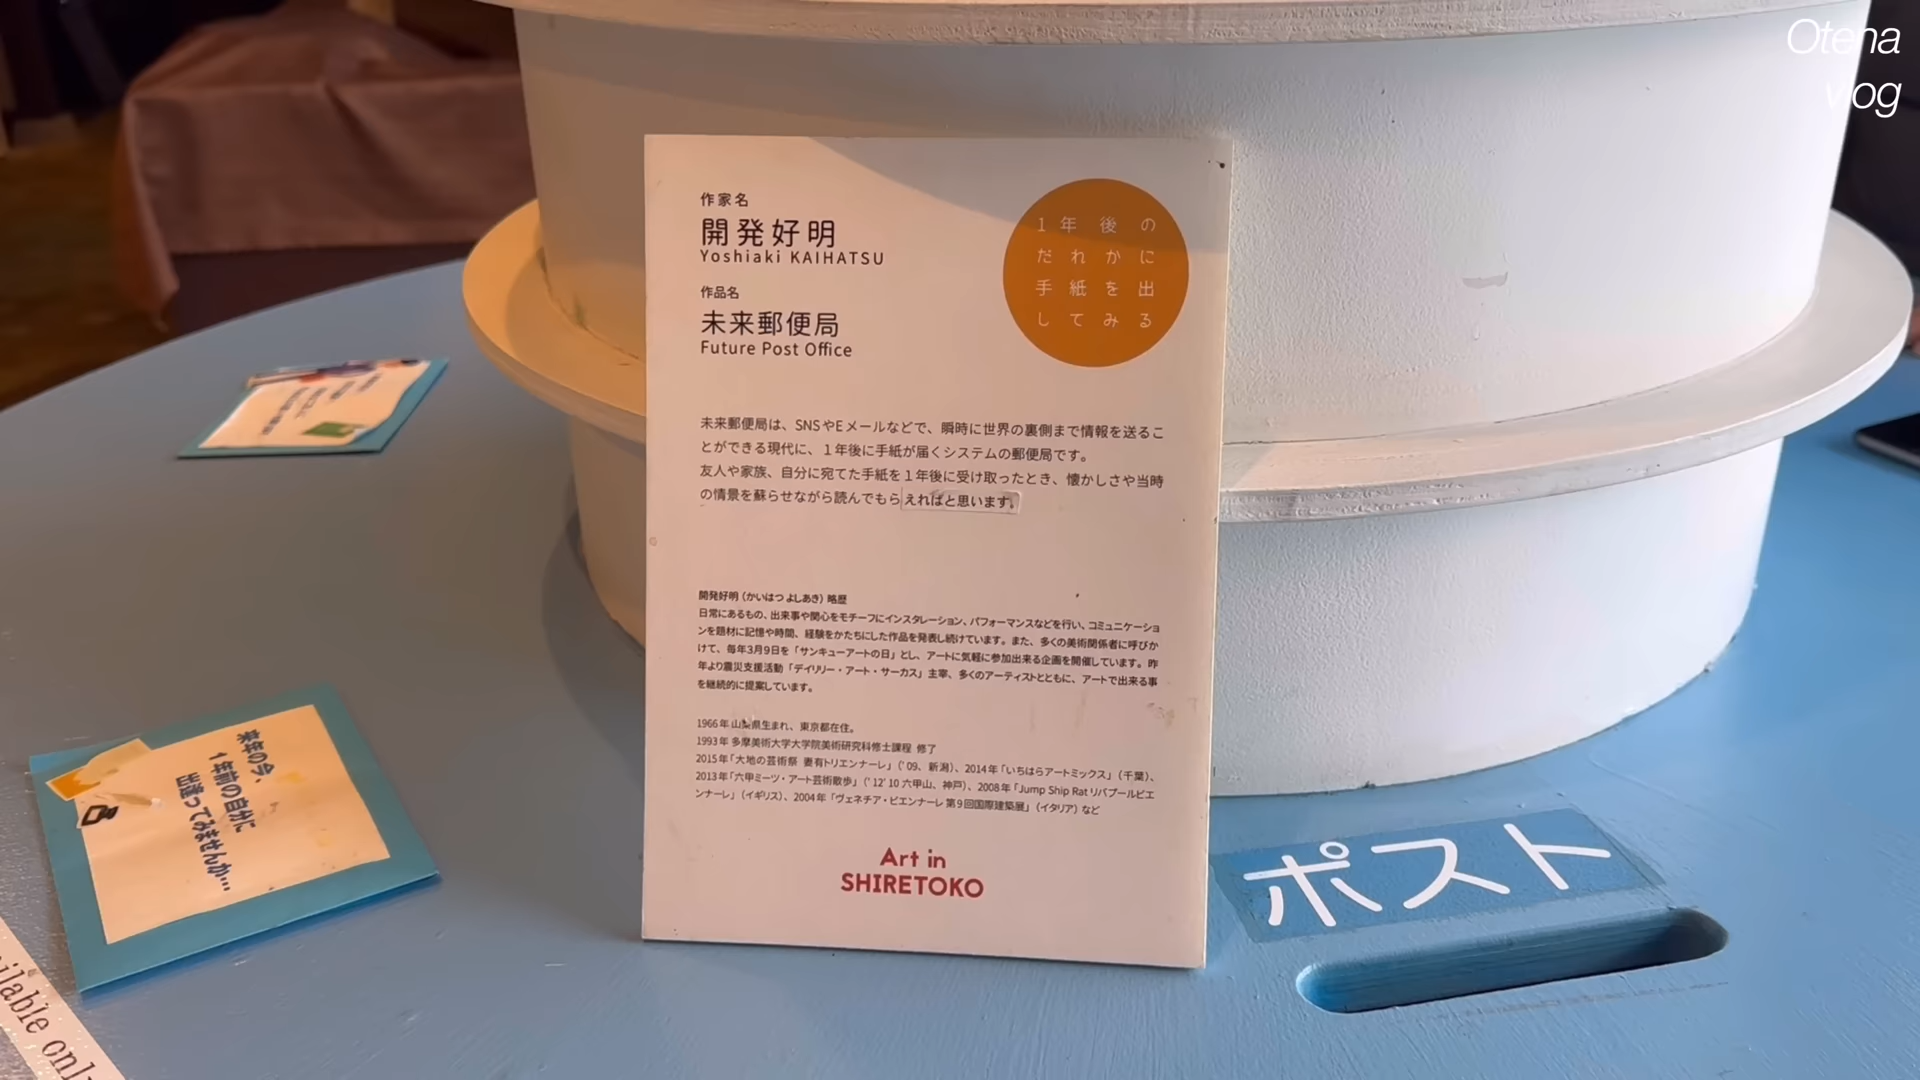 Otena
vlog
作家名
開発好明
Yoshiaki KAIHATSU
作品名
未来郵便局
Future Post Office
1年後の
だれかに
手紙を出
してみる
未来郵便局は、SNSやEメールなどで、瞬時に世界の裏側まで情報を送るこ
とができる現代に、1年後に手紙が届くシステムの郵便局です。
友人や家族、自分に宛てた手紙を1年後に受け取ったとき、懐かしさや当時
の情景を蘇らせながら読んでもらえればと思います。
開発好明（かいはつ よしあき）略歴
日常にあるもの、出来事や関心をモチーフにインスタレーション、パフォーマンスなどを行い、コミュニケーショ
ンを題材に記憶や時間、経験をかたちにした作品を発表し続けています。また、多くの美術関係者に呼びか
けて、毎年3月9日を「サンキューアートの日」とし、アートに気軽に参加出来る企画を開催しています。昨
年より震災支援活動「デイリリー・アート・サーカス」主宰、多くのアーティストとともに、アートで出来る事
を継続的に提案しています。
1966年 山梨県生まれ、東京都在住。
1993年 多摩美術大学大学院美術研究科修士課程 修了
2015年「大地の芸術祭 妻有トリエンナーレ」（'09、新潟）、2014年「いちはらアートミックス」（千葉）、
2013年「六甲ミーツ・アート芸術散歩」（'12'10 六甲山、神戸）、2008年「Jump Ship Rat リバプールビエ
ンナーレ」（イギリス）、2004年「ヴェネチア・ビエンナーレ 第9回国際建築展」（イタリア）など
Art in
SHIRETOKO
ポスト
来年の今、
1年前の自分に
出逢ってみませんか…
only